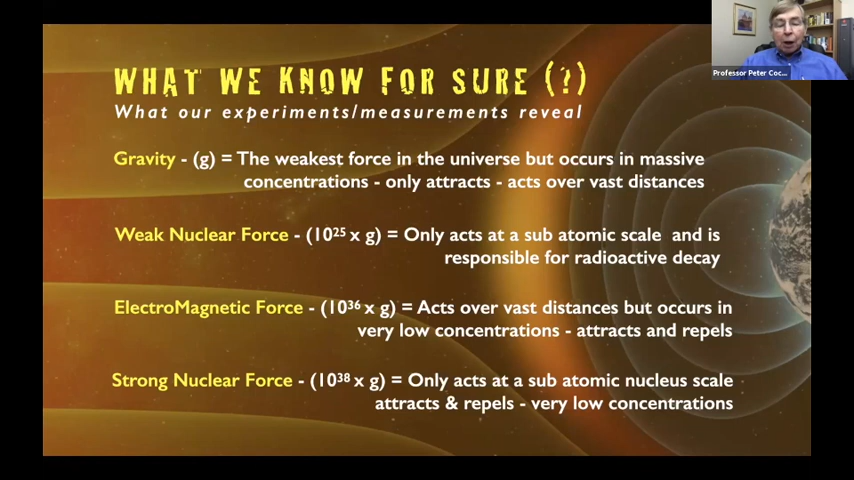 WHAT WE KNOW FOR SURE (?)
What our experiments/measurements reveal
Gravity - (g) = The weakest force in the universe but occurs in massive
concentrations - only attracts - acts over vast distances
Weak Nuclear Force - (10²⁵ x g) = Only acts at a sub atomic scale and is
responsible for radioactive decay
ElectroMagnetic Force - (10³⁶ x g) = Acts over vast distances but occurs in
very low concentrations - attracts and repels
Strong Nuclear Force - (10³⁸ x g) = Only acts at a sub atomic nucleus scale
attracts & repels - very low concentrations
Professor Peter Coc...